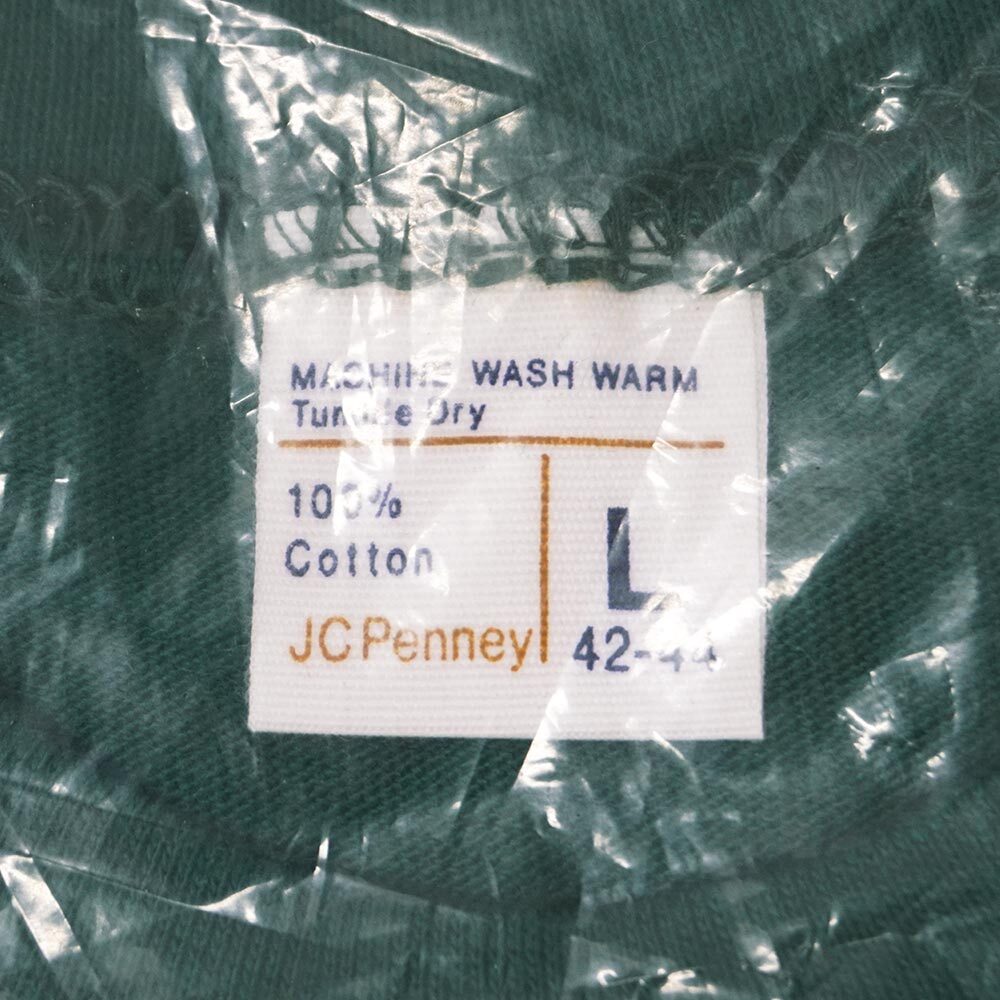 MACHINE WASH WARM
Tumble Dry
100%
Cotton
JCPenney
L
42-44